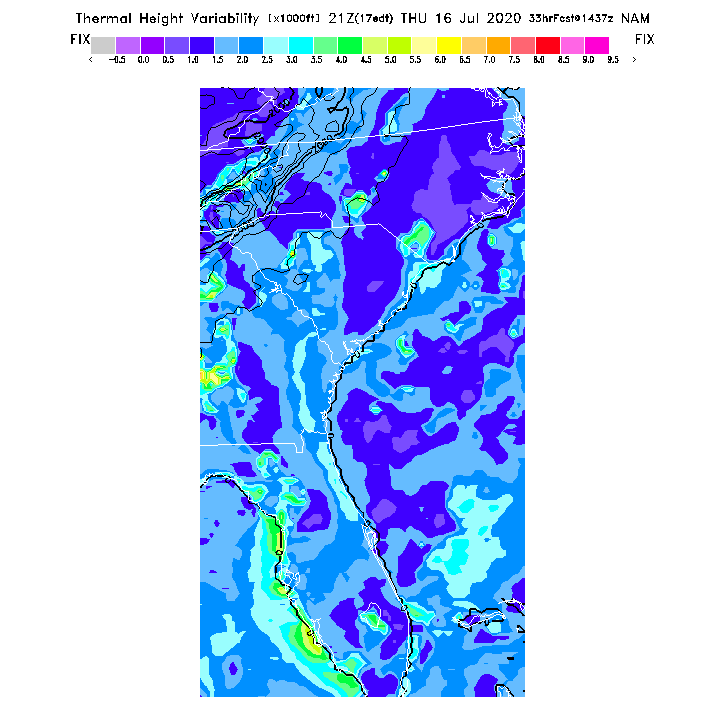 Thermal Height Variability [x1000ft] 21Z(17edt) THU 16 Jul 2020 33hrFcst@1437z NAM
FIX FIX
< -0.5 0.0 0.5 1.0 1.5 2.0 2.5 3.0 3.5 4.0 4.5 5.0 5.5 6.0 6.5 7.0 7.5 8.0 8.5 9.0 9.5 >